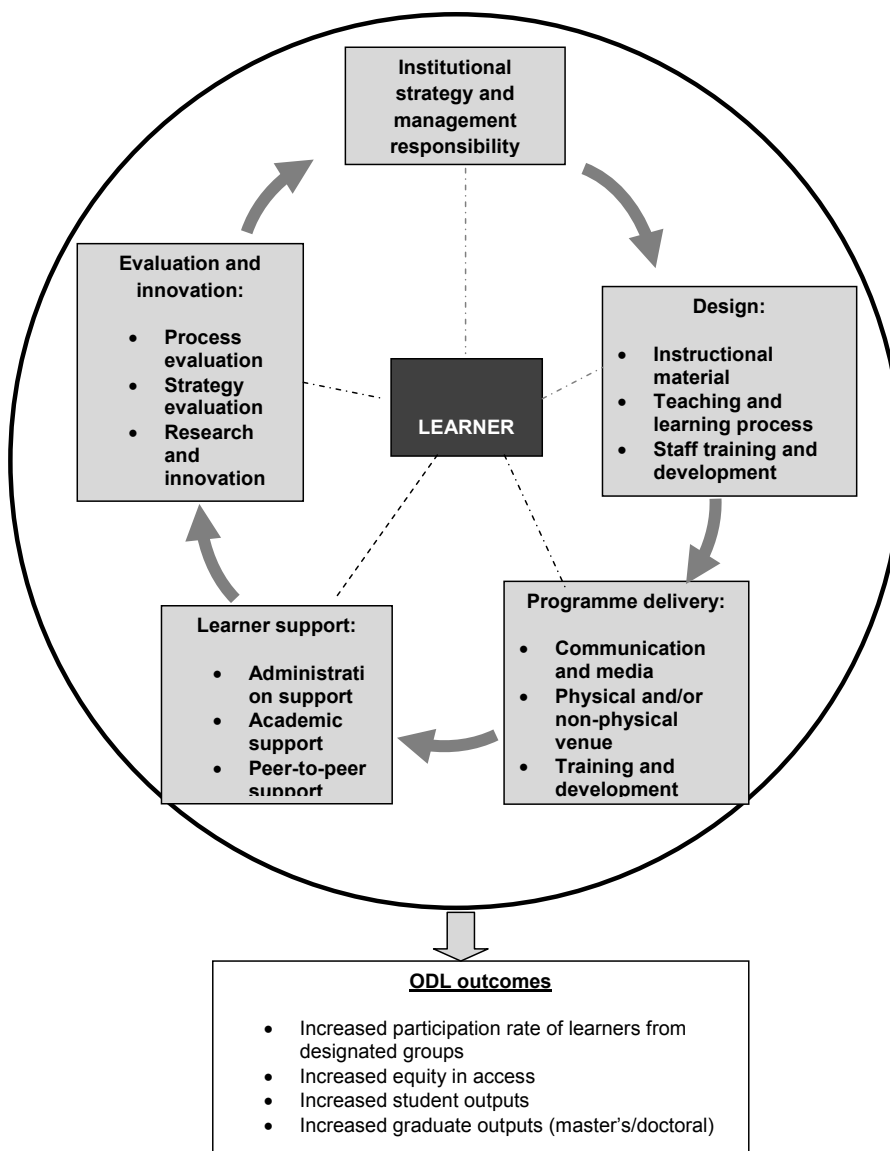 Institutional
strategy and
management
responsibility
Evaluation and
innovation:
• Process
evaluation
• Strategy
evaluation
• Research
and
innovation
Design:
• Instructional
material
• Teaching and
learning process
• Staff training and
development
LEARNER
Learner support:
• Administrati
on support
• Academic
support
• Peer-to-peer
support
Programme delivery:
• Communication
and media
• Physical and/or
non-physical
venue
• Training and
development
ODL outcomes
• Increased participation rate of learners from
designated groups
• Increased equity in access
• Increased student outputs
• Increased graduate outputs (master's/doctoral)